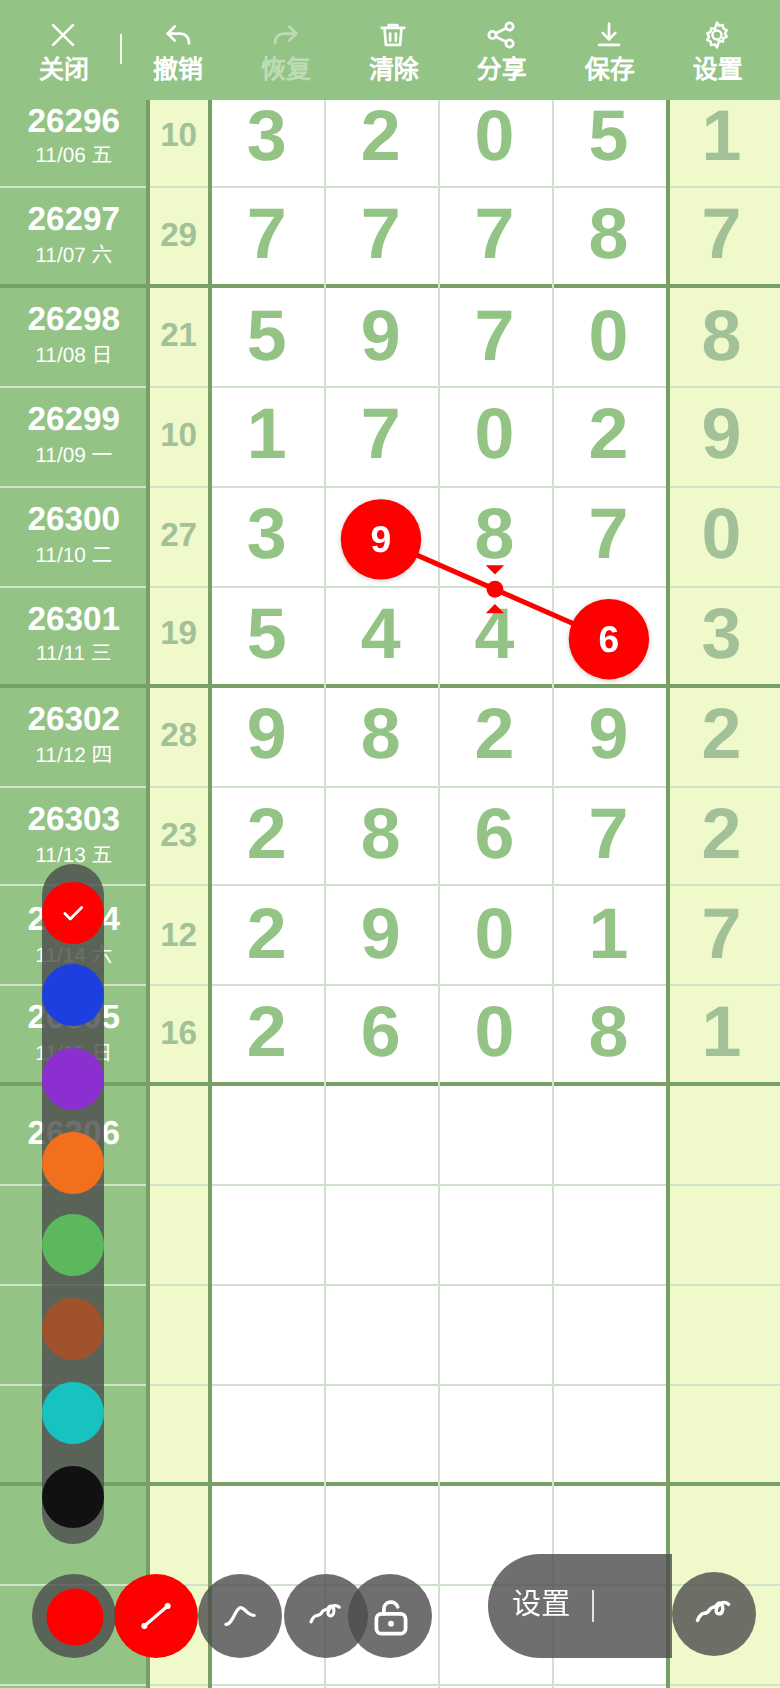 关闭 撤销 恢复 清除 分享 保存 设置
26296 11/06 五 10 3 2 0 5 1
26297 11/07 六 29 7 7 7 8 7
26298 11/08 日 21 5 9 7 0 8
26299 11/09 一 10 1 7 0 2 9
26300 11/10 二 27 3 9 8 7 0
26301 11/11 三 19 5 4 4 6 3
26302 11/12 四 28 9 8 2 9 2
26303 11/13 五 23 2 8 6 7 2
11/14 六 12 2 9 0 1 7
16 2 6 0 8 1
26306
设置